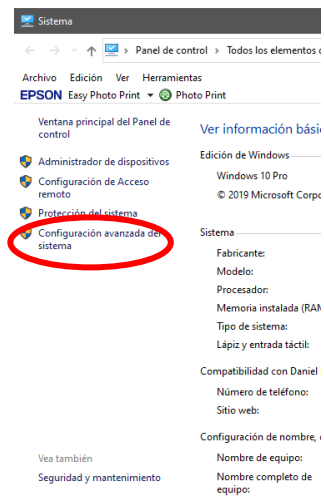 Sistema
Panel de control > Todos los elementos
Archivo Edición Ver Herramientas
EPSON Easy Photo Print Photo Print
Ventana principal del Panel de
control
Administrador de dispositivos
Configuración de Acceso
remoto
Protección del sistema
Configuración avanzada del
sistema
Vea también
Seguridad y mantenimiento
Ver información
Edición de Windows
Windows 10 Pro
© 2019 Microsoft
Sistema
Fabricante:
Modelo:
Procesador:
Memoria instalada
Tipo de sistema:
Lápiz y entrada táctil:
Compatibilidad con Daniel
Número de teléfono:
Sitio web:
Configuración de nombre,
Nombre de equipo:
Nombre completo de
equipo: